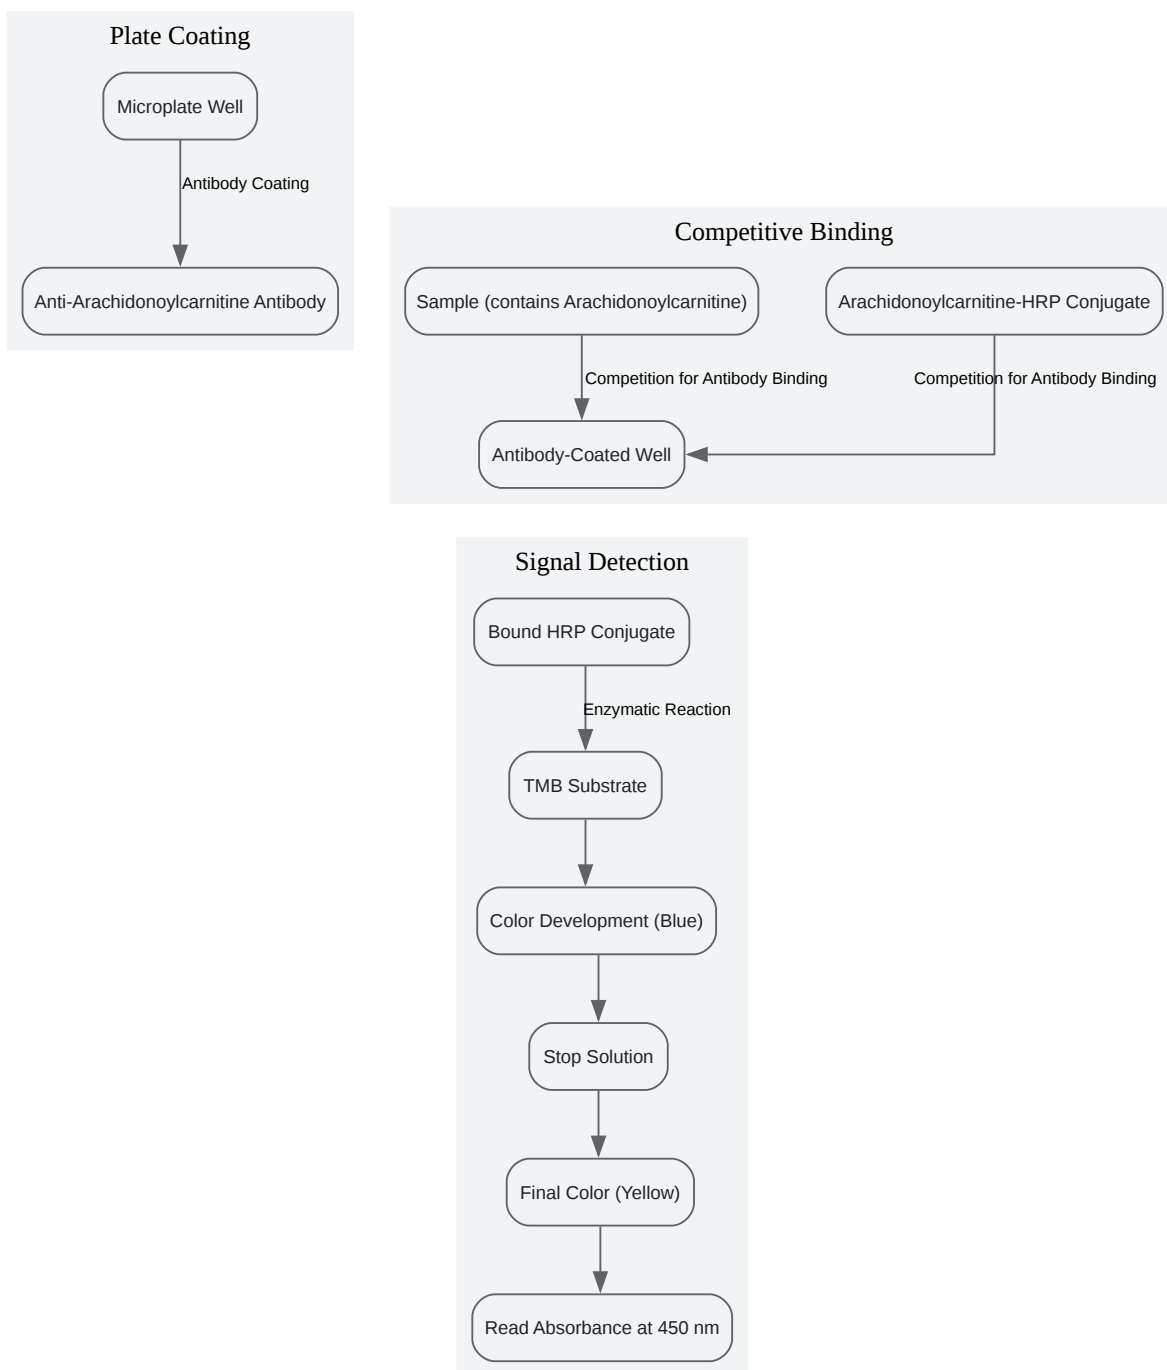 Plate Coating
Microplate Well
Antibody Coating
Anti-Arachidonoylcarnitine Antibody
Competitive Binding
Sample (contains Arachidonoylcarnitine)
Arachidonoylcarnitine-HRP Conjugate
Competition for Antibody Binding
Competition for Antibody Binding
Antibody-Coated Well
Signal Detection
Bound HRP Conjugate
Enzymatic Reaction
TMB Substrate
Color Development (Blue)
Stop Solution
Final Color (Yellow)
Read Absorbance at 450 nm